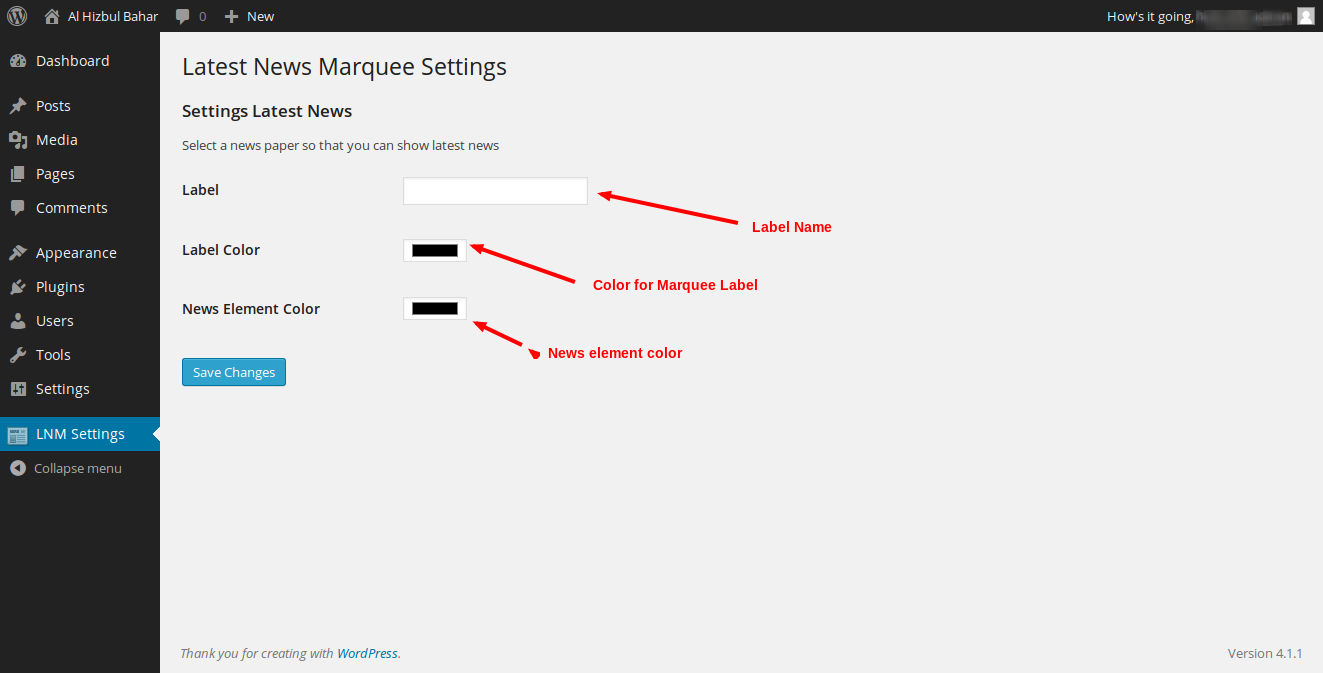 Al Hizbul Bahar 0 New How's it going,
Dashboard
Posts
Media
Pages
Comments
Appearance
Plugins
Users
Tools
Settings
LNM Settings
Collapse menu
Latest News Marquee Settings
Settings Latest News
Select a news paper so that you can show latest news
Label
Label Name
Label Color
Color for Marquee Label
News Element Color
News element color
Save Changes
Thank you for creating with WordPress.
Version 4.1.1